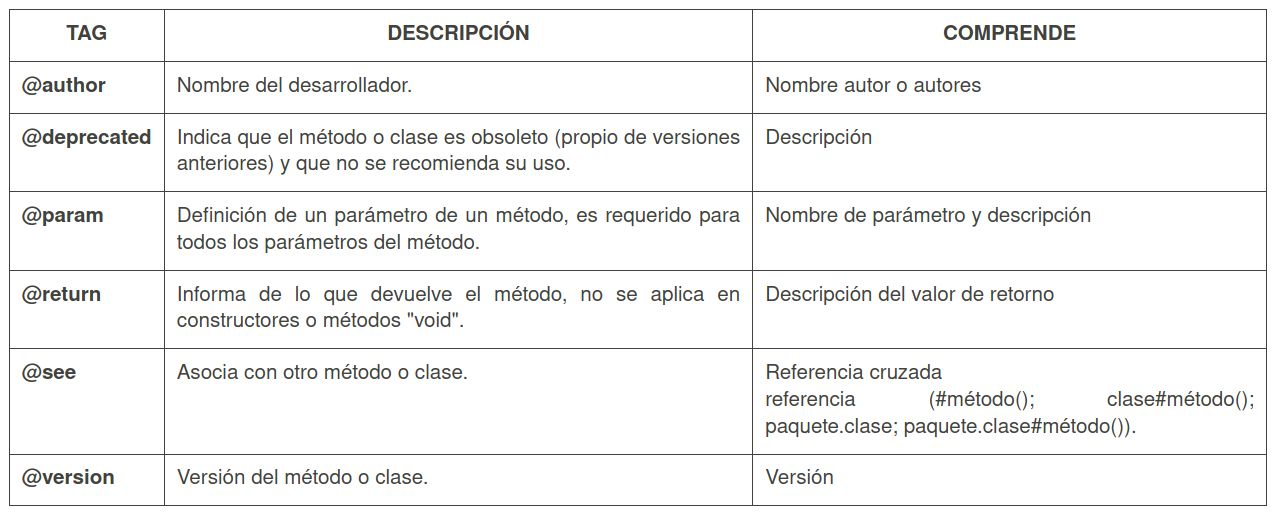 TAG DESCRIPCIÓN COMPRENDE
@author Nombre del desarrollador. Nombre autor o autores
@deprecated Indica que el método o clase es obsoleto (propio de versiones Descripción
anteriores) y que no se recomienda su uso.
@param Definición de un parámetro de un método, es requerido para Nombre de parámetro y descripción
todos los parámetros del método.
@return Informa de lo que devuelve el método, no se aplica en Descripción del valor de retorno
constructores o métodos "void".
@see Asocia con otro método o clase. Referencia cruzada
referencia (#método(); clase#método();
paquete.clase; paquete.clase#método()).
@version Versión del método o clase. Versión